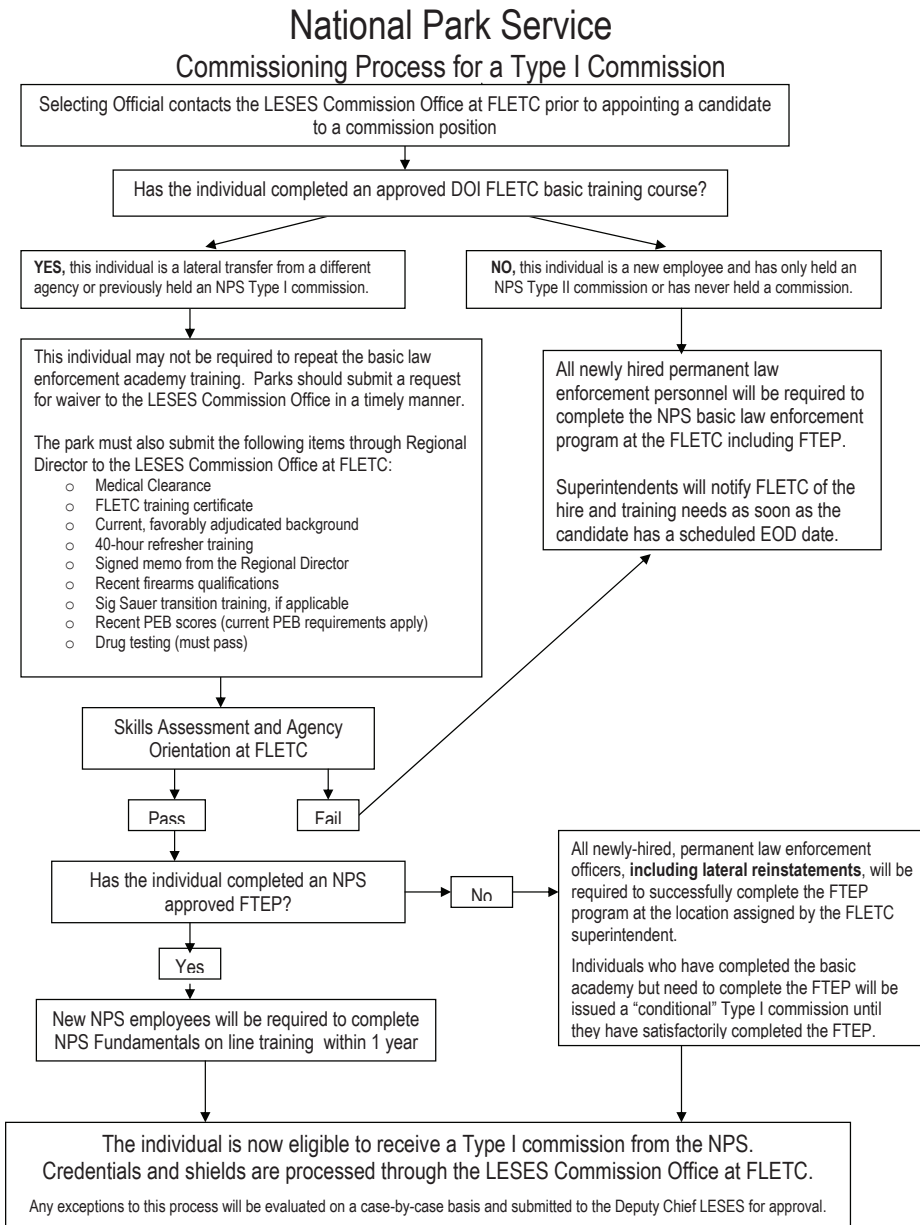 National Park Service
Commissioning Process for a Type I Commission
Selecting Official contacts the LESES Commission Office at FLETC prior to appointing a candidate
to a commission position
Has the individual completed an approved DOI FLETC basic training course?
YES, this individual is a lateral transfer from a different
agency or previously held an NPS Type I commission.
NO, this individual is a new employee and has only held an
NPS Type II commission or has never held a commission.
This individual may not be required to repeat the basic law
enforcement academy training. Parks should submit a request
for waiver to the LESES Commission Office in a timely manner.
The park must also submit the following items through Regional
Director to the LESES Commission Office at FLETC:
o Medical Clearance
o FLETC training certificate
o Current, favorably adjudicated background
o 40-hour refresher training
o Signed memo from the Regional Director
o Recent firearms qualifications
o Sig Sauer transition training, if applicable
o Recent PEB scores (current PEB requirements apply)
o Drug testing (must pass)
All newly hired permanent law
enforcement personnel will be required to
complete the NPS basic law enforcement
program at the FLETC including FTEP.
Superintendents will notify FLETC of the
hire and training needs as soon as the
candidate has a scheduled EOD date.
Skills Assessment and Agency
Orientation at FLETC
Pass
Fail
Has the individual completed an NPS
approved FTEP?
No
All newly-hired, permanent law enforcement
officers, including lateral reinstatements, will be
required to successfully complete the FTEP
program at the location assigned by the FLETC
superintendent.
Individuals who have completed the basic
academy but need to complete the FTEP will be
issued a “conditional” Type I commission until
they have satisfactorily completed the FTEP.
Yes
New NPS employees will be required to complete
NPS Fundamentals on line training within 1 year
The individual is now eligible to receive a Type I commission from the NPS.
Credentials and shields are processed through the LESES Commission Office at FLETC.
Any exceptions to this process will be evaluated on a case-by-case basis and submitted to the Deputy Chief LESES for approval.